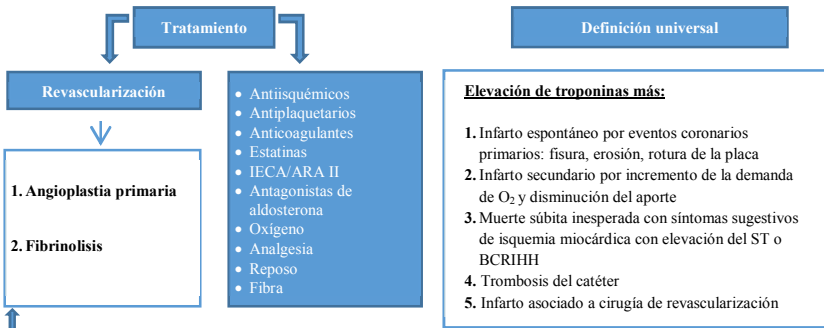 Tratamiento
Revascularización
1. Angioplastia primaria
2. Fibrinolisis
• Antiisquémicos
• Antiplaquetarios
• Anticoagulantes
• Estatinas
• IECA/ARA II
• Antagonistas de
aldosterona
• Oxígeno
• Analgesia
• Reposo
• Fibra
Definición universal
Elevación de troponinas más:
1. Infarto espontáneo por eventos coronarios
primarios: fisura, erosión, rotura de la placa
2. Infarto secundario por incremento de la demanda
de O₂ y disminución del aporte
3. Muerte súbita inesperada con síntomas sugestivos
de isquemia miocárdica con elevación del ST o
BCRIHH
4. Trombosis del catéter
5. Infarto asociado a cirugía de revascularización